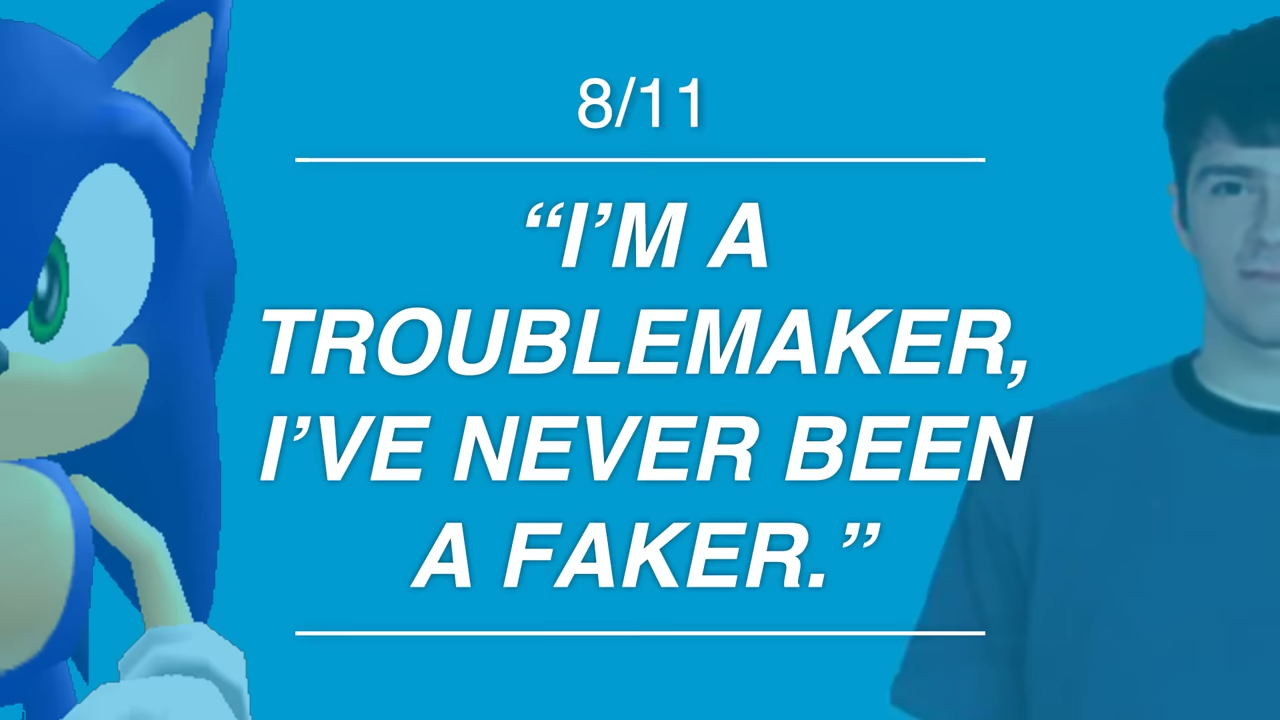 8/11
“I’M A
TROUBLEMAKER,
I’VE NEVER BEEN
A FAKER.”